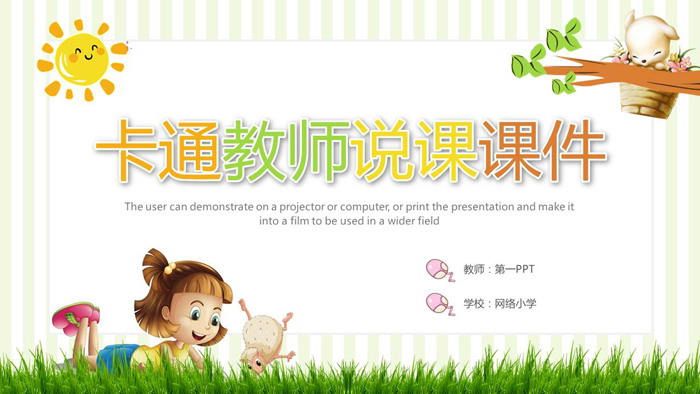 卡通教师说课课件
The user can demonstrate on a projector or computer, or print the presentation and make it
into a film to be used in a wider field
教师：第一PPT
学校：网络小学